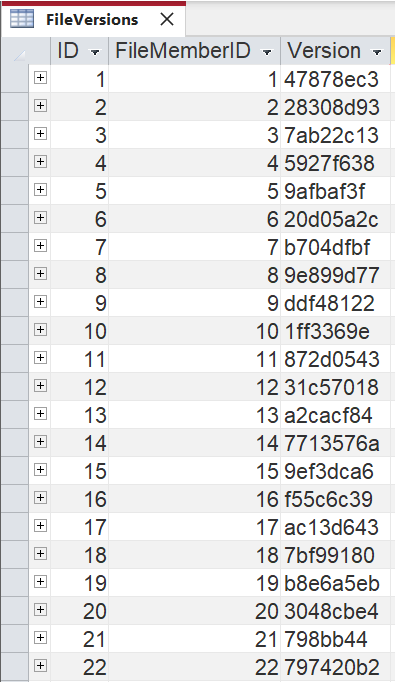 FileVersions
ID FileMemberID Version
1 1 47878ec3
2 2 28308d93
3 3 7ab22c13
4 4 5927f638
5 5 9afbaf3f
6 6 20d05a2c
7 7 b704dfbf
8 8 9e899d77
9 9 ddf48122
10 10 1ff3369e
11 11 872d0543
12 12 31c57018
13 13 a2cacf84
14 14 7713576a
15 15 9ef3dca6
16 16 f55c6c39
17 17 ac13d643
18 18 7bf99180
19 19 b8e6a5eb
20 20 3048cbe4
21 21 798bb44
22 22 797420b2